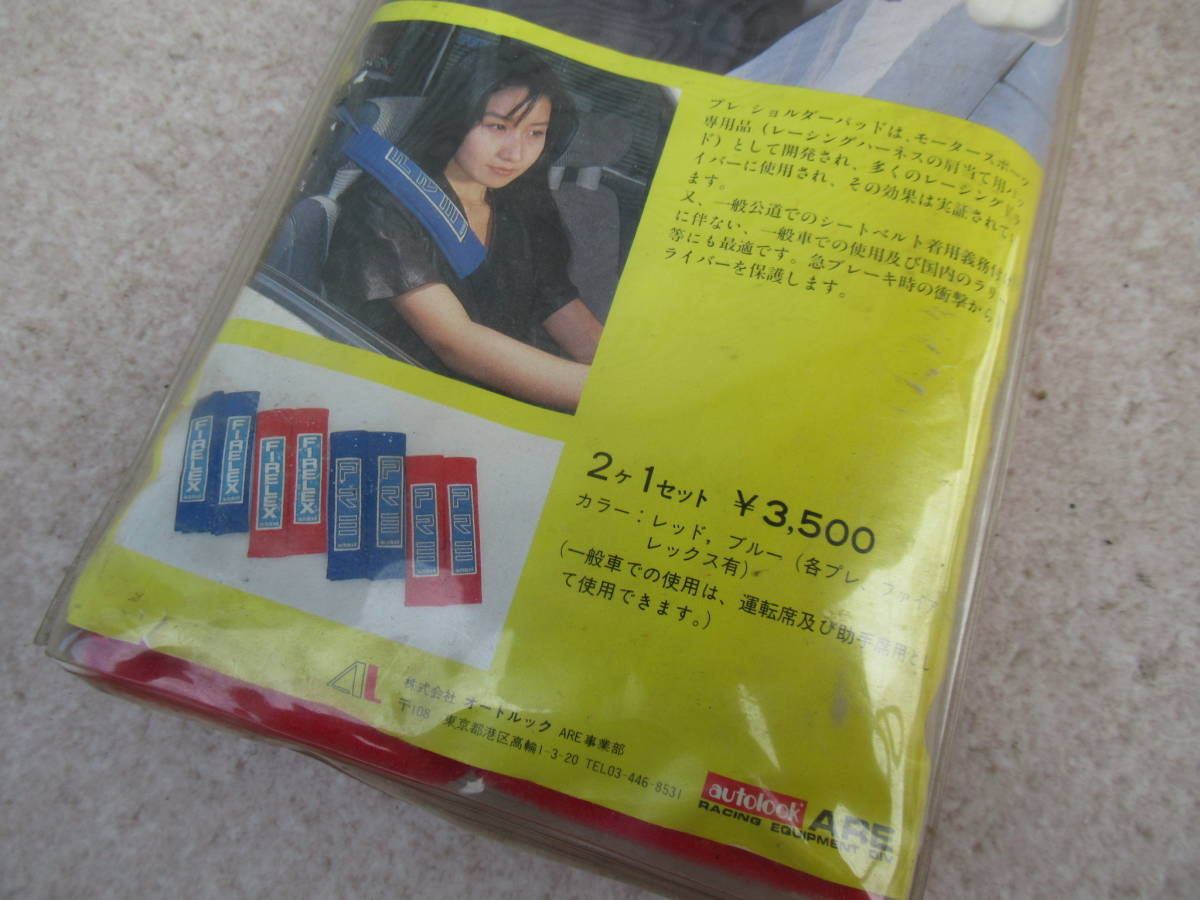 プレ ショルダーパッドは、モータースポーツ
専用品(レーシングハーネスの肩当て用パッ
ド)として開発され、多くのレーシングドラ
イバーに使用され、その効果は実証されて
ます。
又、一般公道でのシートベルト着用義務付
に伴ない、一般車での使用及び国内のラリー
等にも最適です。急ブレーキ時の衝撃から
ライバーを保護します。
PRE
FIRELEX
FIRELEX
FIRELEX
FIRELEX
PRE
PRE
PRE
PRE
2ヶ1セット ¥3,500
カラー:レッド,ブルー(各プレ、ファイア
レックス有)
(一般車での使用は、運転席及び助手席用とし
て使用できます。)
株式会社 オートルック ARE事業部
〒108 東京都港区高輪1-3-20 TEL03-446-8531
autolook ARE
RACING EQUIPMENT DIV